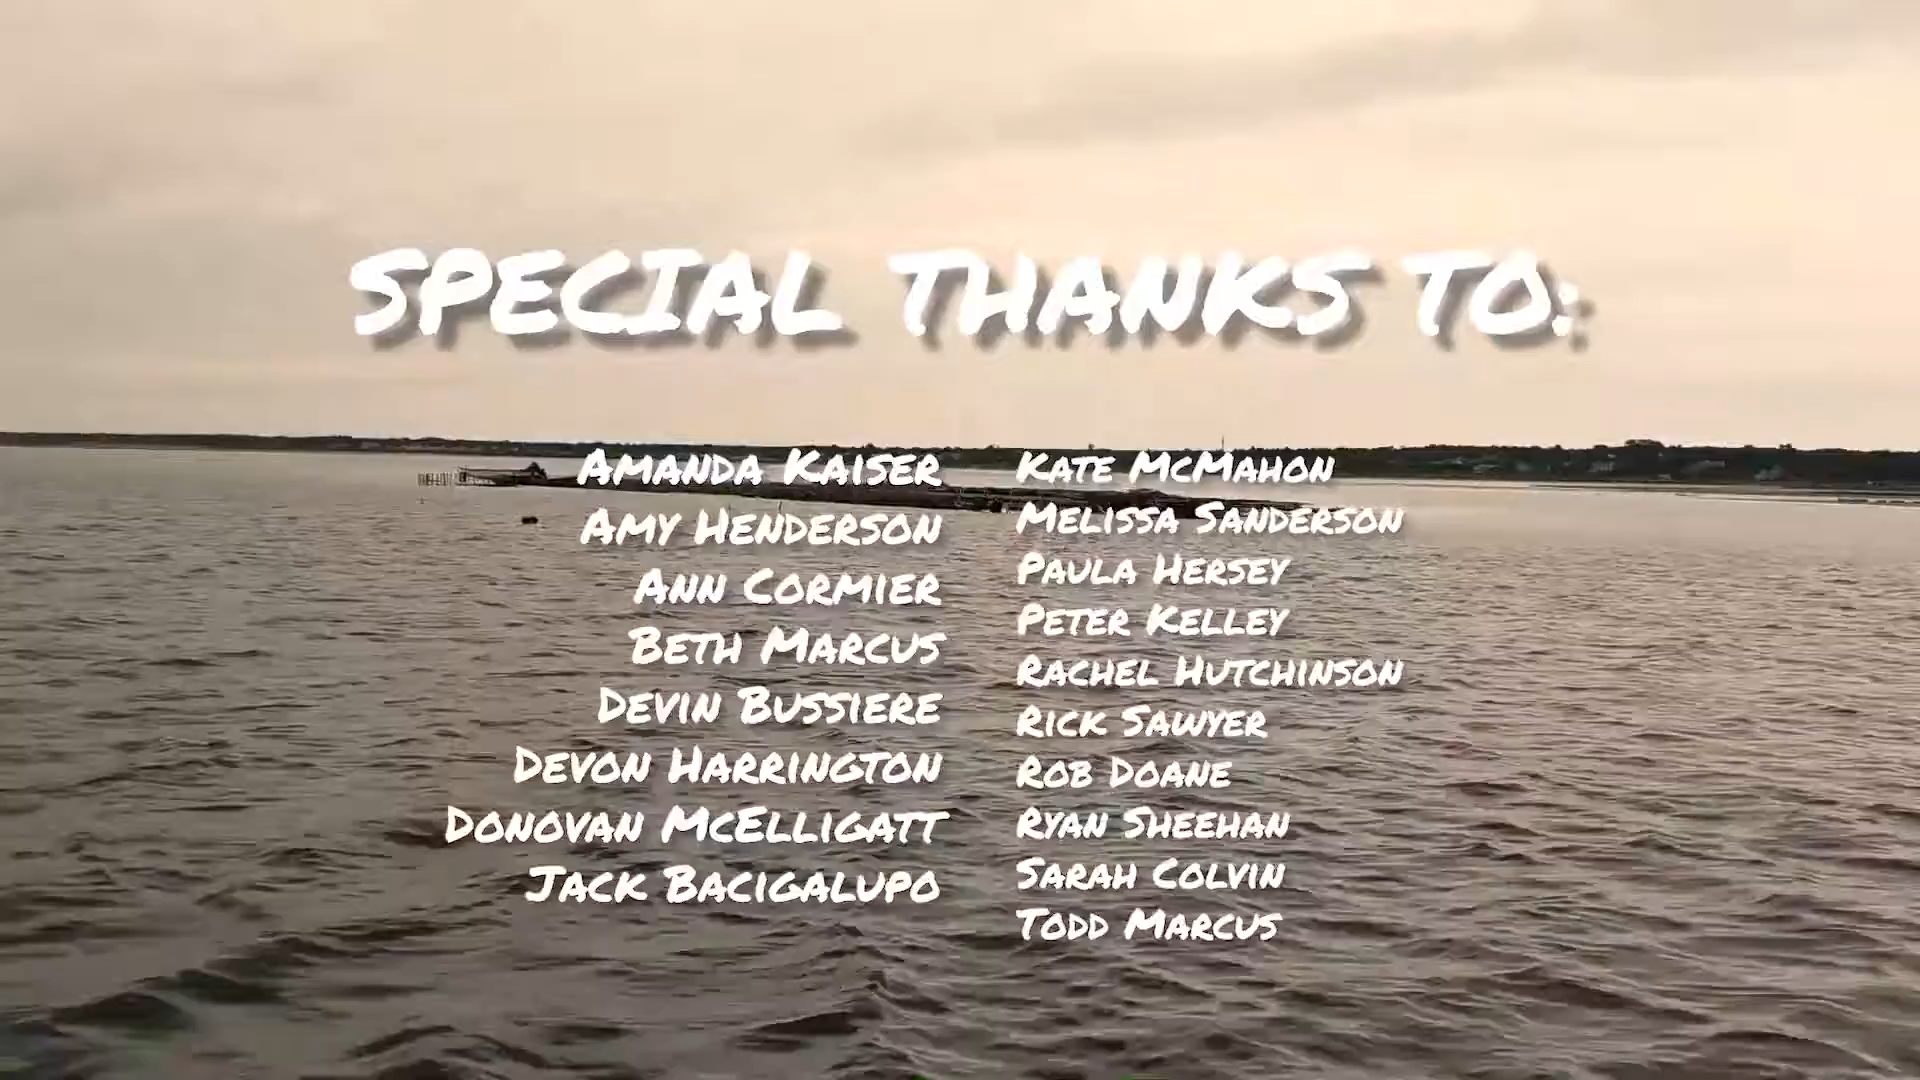 SPECIAL THANKS TO:
AMANDA KAISER
AMY HENDERSON
ANN CORMIER
BETH MARCUS
DEVIN BUSSIERE
DEVON HARRINGTON
DONOVAN MCELLIGATT
JACK BACIGALUPO
KATE MCMAHON
MELISSA SANDERSON
PAULA HERSEY
PETER KELLEY
RACHEL HUTCHINSON
RICK SAWYER
ROB DOANE
RYAN SHEEHAN
SARAH COLVIN
TODD MARCUS